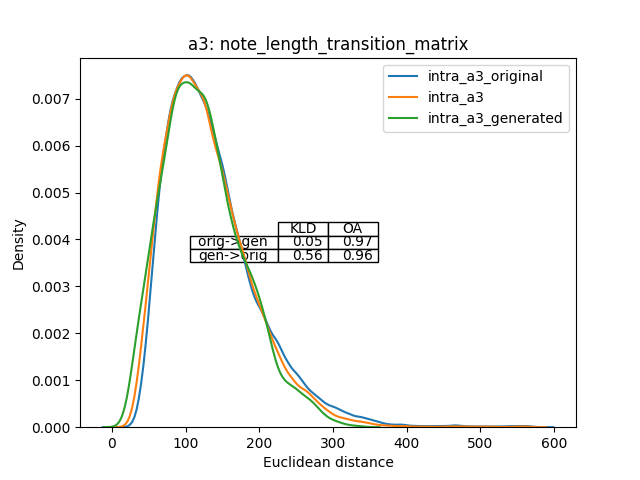 a3: note_length_transition_matrix
intra_a3_original
intra_a3
intra_a3_generated
0.007
0.006
0.005
0.004
0.003
0.002
0.001
0.000
Density
KLD OA
orig->gen 0.05 0.97
gen->orig 0.56 0.96
0 100 200 300 400 500 600
Euclidean distance